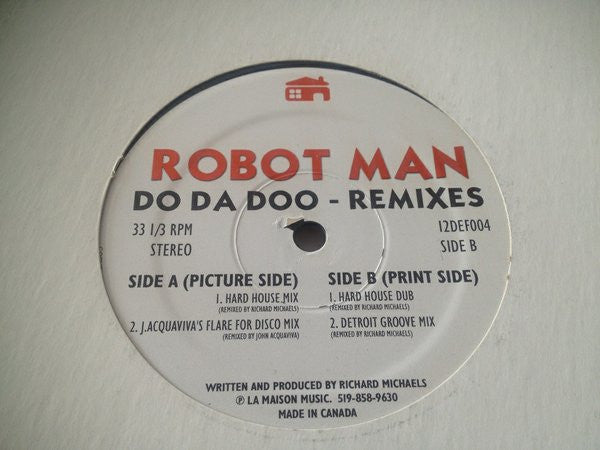 ROBOT MAN
DO DA DOO - REMIXES
33 1/3 RPM
STEREO
12DEF004
SIDE B
SIDE A (PICTURE SIDE)
1. HARD HOUSE MIX
(REMIXED BY RICHARD MICHAELS)
2. J.ACQUAVIVA'S FLARE FOR DISCO MIX
(REMIXED BY JOHN ACQUAVIVA)
SIDE B (PRINT SIDE)
1. HARD HOUSE DUB
(REMIXED BY RICHARD MICHAELS)
2. DETROIT GROOVE MIX
(REMIXED BY RICHARD MICHAELS)
WRITTEN AND PRODUCED BY RICHARD MICHAELS
℗ LA MAISON MUSIC. 519-858-9630
MADE IN CANADA